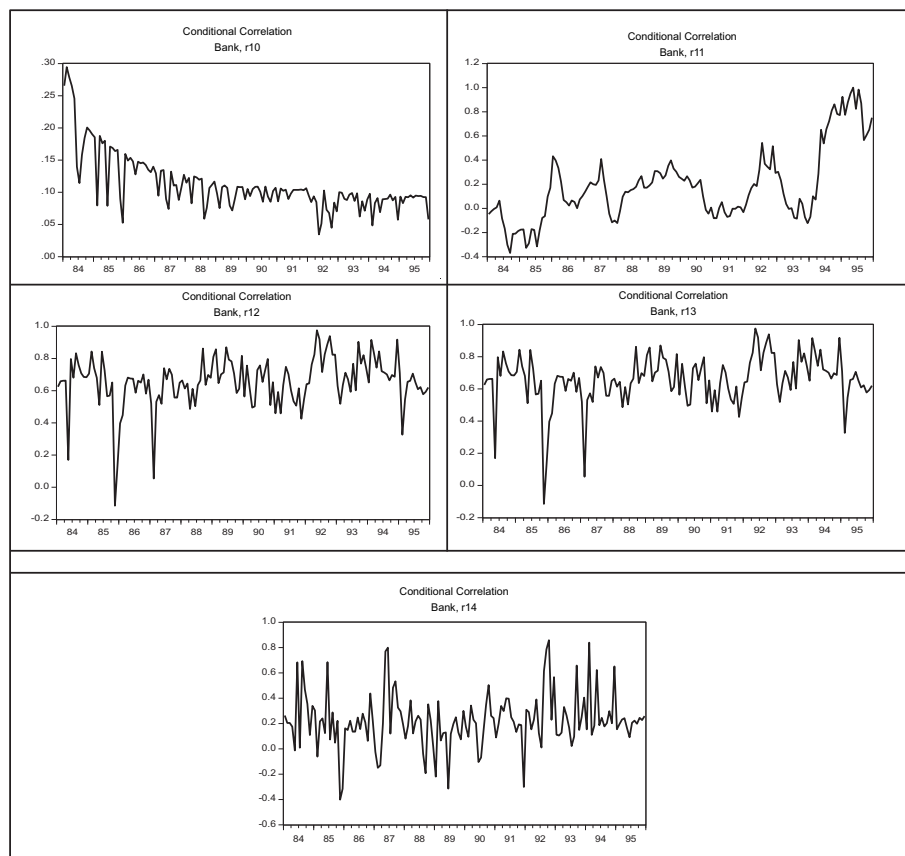 Conditional Correlation
Bank, r10
.30
.25
.20
.15
.10
.05
.00
84 85 86 87 88 89 90 91 92 93 94 95
Conditional Correlation
Bank, r11
1.2
1.0
0.8
0.6
0.4
0.2
0.0
-0.2
-0.4
84 85 86 87 88 89 90 91 92 93 94 95
Conditional Correlation
Bank, r12
1.0
0.8
0.6
0.4
0.2
0.0
-0.2
84 85 86 87 88 89 90 91 92 93 94 95
Conditional Correlation
Bank, r13
1.0
0.8
0.6
0.4
0.2
0.0
-0.2
84 85 86 87 88 89 90 91 92 93 94 95
Conditional Correlation
Bank, r14
1.0
0.8
0.6
0.4
0.2
0.0
-0.2
-0.4
-0.6
84 85 86 87 88 89 90 91 92 93 94 95